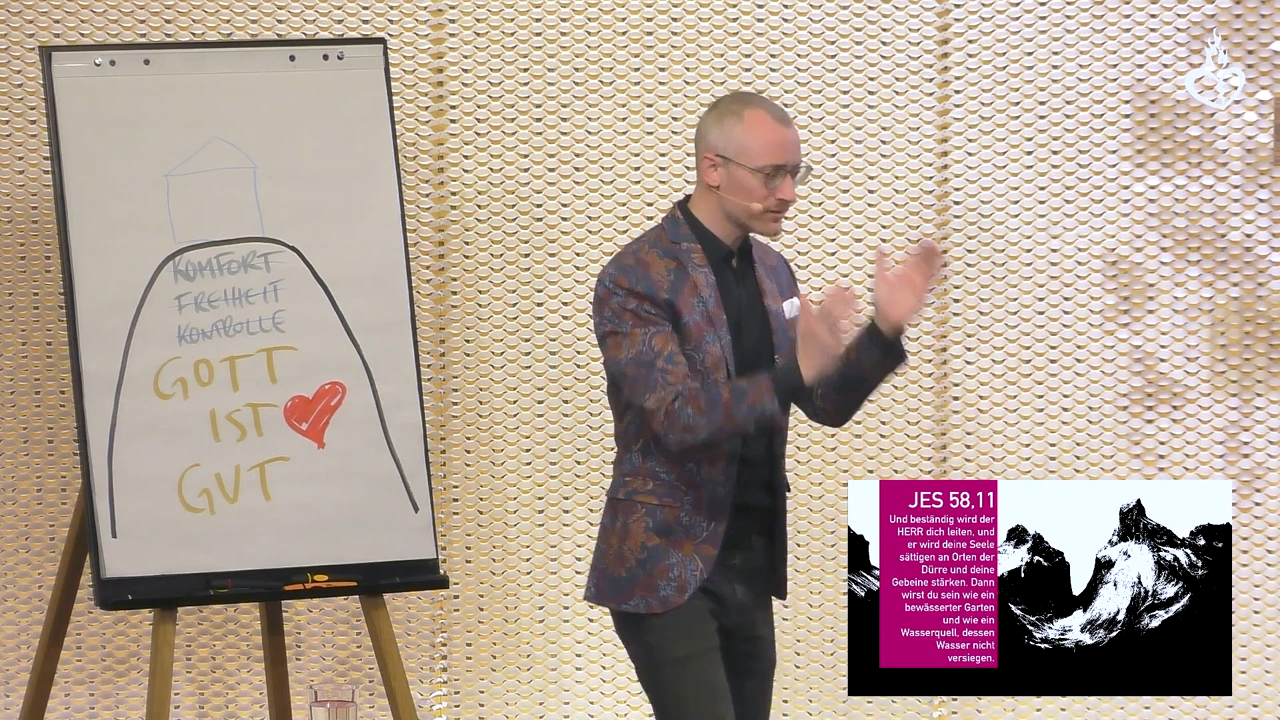 KOMFORT
FREIHEIT
KONTROLLE
GOTT
IST
GUT
JES 58,11
Und beständig wird der
HERR dich leiten, und
er wird deine Seele
sättigen an Orten der
Dürre und deine
Gebeine stärken. Dann
wirst du sein wie ein
bewässerter Garten
und wie ein
Wasserquell, dessen
Wasser nicht
versiegen.